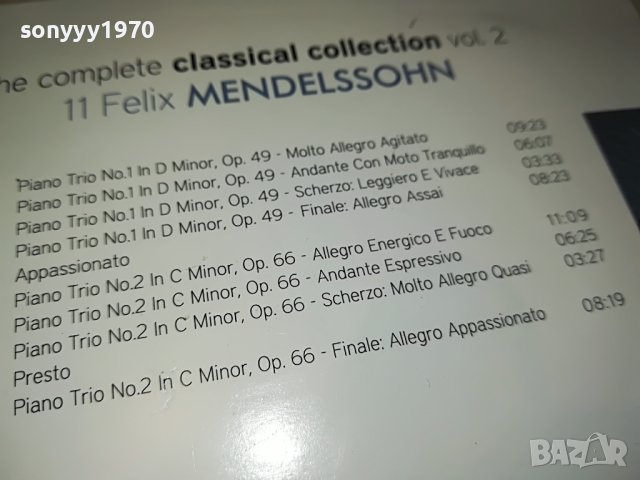 sonyyy1970
he complete classical collection vol. 2
11 Felix MENDELSSOHN
Piano Trio No.1 In D Minor, Op. 49 - Molto Allegro Agitato 09:23
Piano Trio No.1 In D Minor, Op. 49 - Andante Con Moto Tranquillo 06:07
Piano Trio No.1 In D Minor, Op. 49 - Scherzo: Leggiero E Vivace 03:33
Piano Trio No.1 In D Minor, Op. 49 - Finale: Allegro Assai 08:23
Appassionato
Piano Trio No.2 In C Minor, Op. 66 - Allegro Energico E Fuoco 11:09
Piano Trio No.2 In C Minor, Op. 66 - Andante Espressivo 06:25
Piano Trio No.2 In C Minor, Op. 66 - Scherzo: Molto Allegro Quasi 03:27
Presto
Piano Trio No.2 In C Minor, Op. 66 - Finale: Allegro Appassionato 08:19
BAZAR